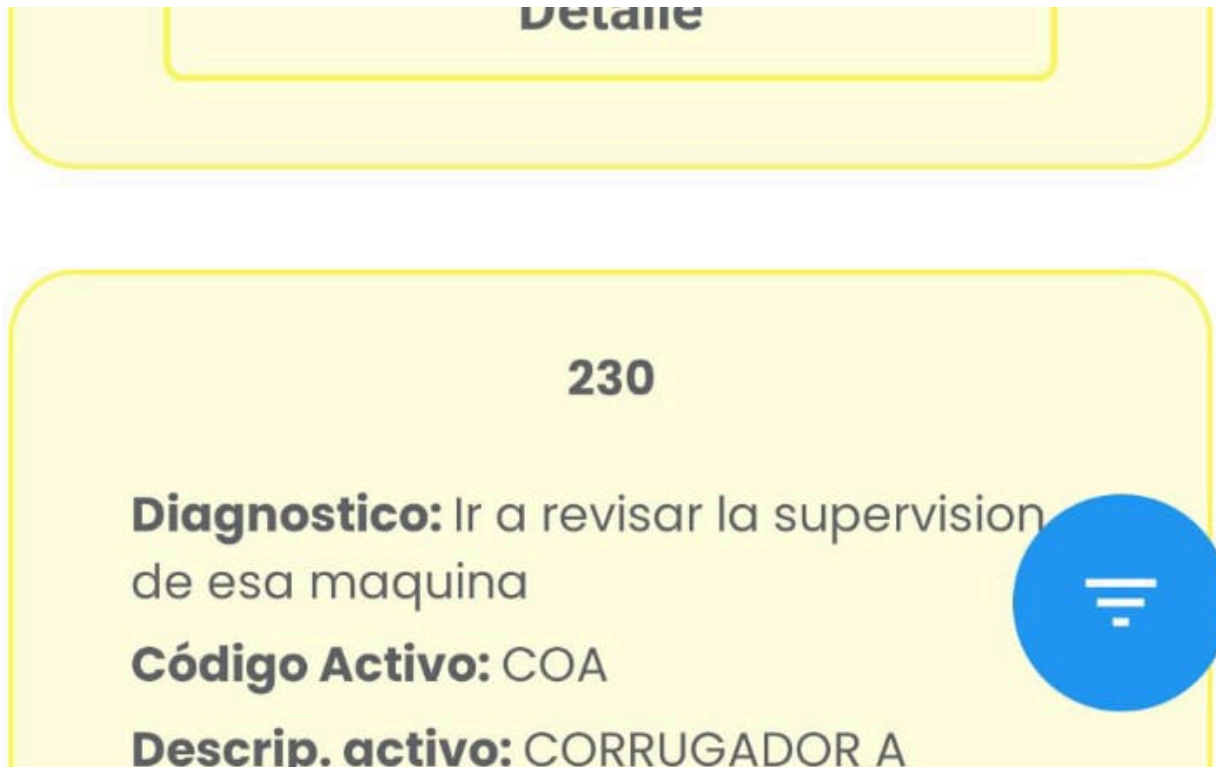 Detalle
230
Diagnostico: Ir a revisar la supervision
de esa maquina
Código Activo: COA
Descrip. activo: CORRUGADOR A